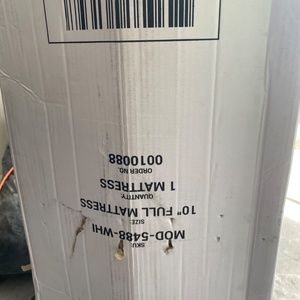 SKU:
MOD-5488-WHI
SIZE:
10" FULL MATTRESS
QUANTITY:
1 MATTRESS
ORDER NO.
0010088